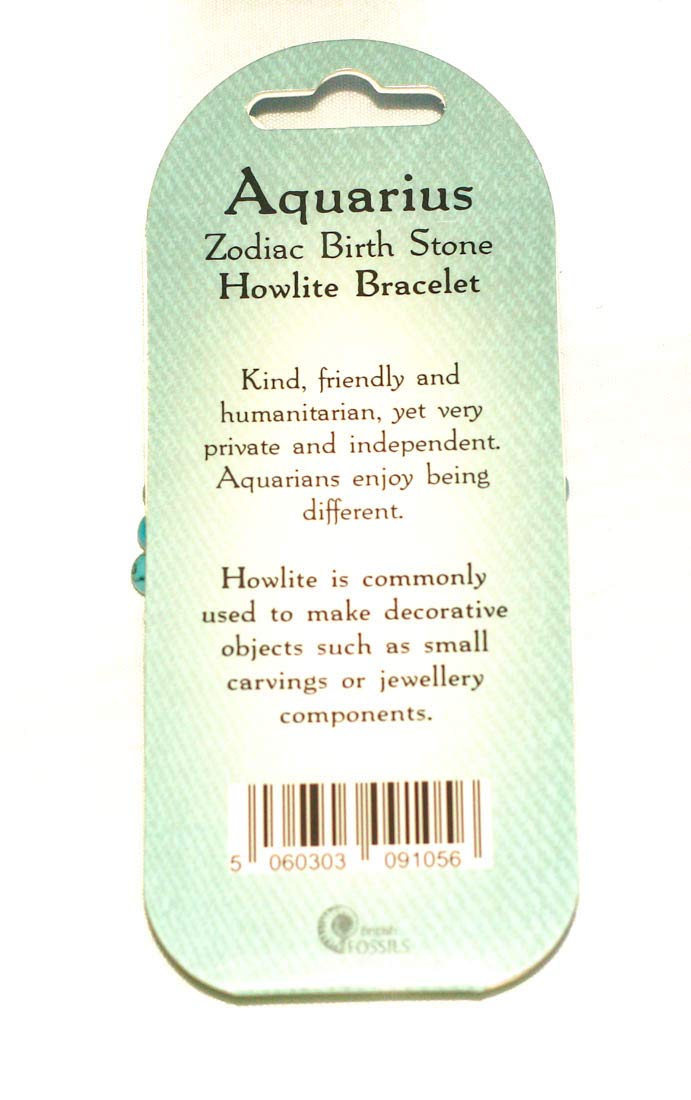 Aquarius
Zodiac Birth Stone
Howlite Bracelet
Kind, friendly and
humanitarian, yet very
private and independent.
Aquarians enjoy being
different.
Howlite is commonly
used to make decorative
objects such as small
carvings or jewellery
components.
5 060303 091056
British
FOSSILS